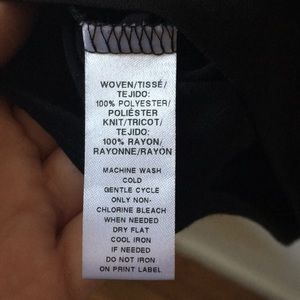 WOVEN/TISSÉ/
TEJIDO:
100% POLYESTER/
POLIÉSTER
KNIT/TRICOT/
TEJIDO:
100% RAYON/
RAYONNE/RAYON
MACHINE WASH
COLD
GENTLE CYCLE
ONLY NON-
CHLORINE BLEACH
WHEN NEEDED
DRY FLAT
COOL IRON
IF NEEDED
DO NOT IRON
ON PRINT LABEL